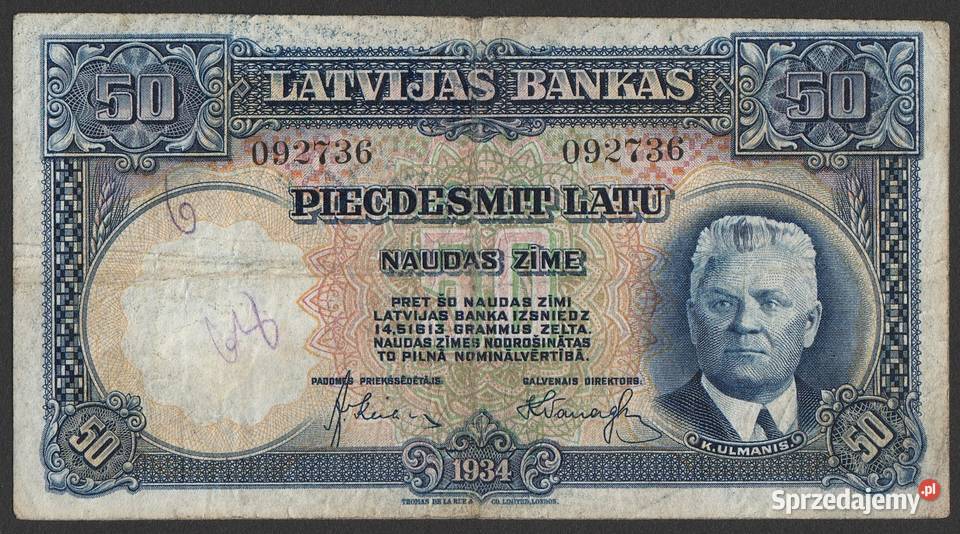 50 LATVIJAS BANKAS 50
092736 092736
PIECDESMIT LATU
NAUDAS ZĪME
50
PRET ŠO NAUDAS ZĪMI
LATVIJAS BANKA IZSNIEDZ
14,51613 GRAMMUS ZELTA.
NAUDAS ZĪMES NODROŠINĀTAS
TO PILNĀ NOMINĀLVĒRTĪBĀ.
PADOMES PRIEKSSĒDĒTĀJS: GALVENAIS DIREKTORS:
K.ULMANIS.
50 1934 50
THOMAS DE LA RUE & CO. LIMITED, LONDON.
Sprzedajemy.pl